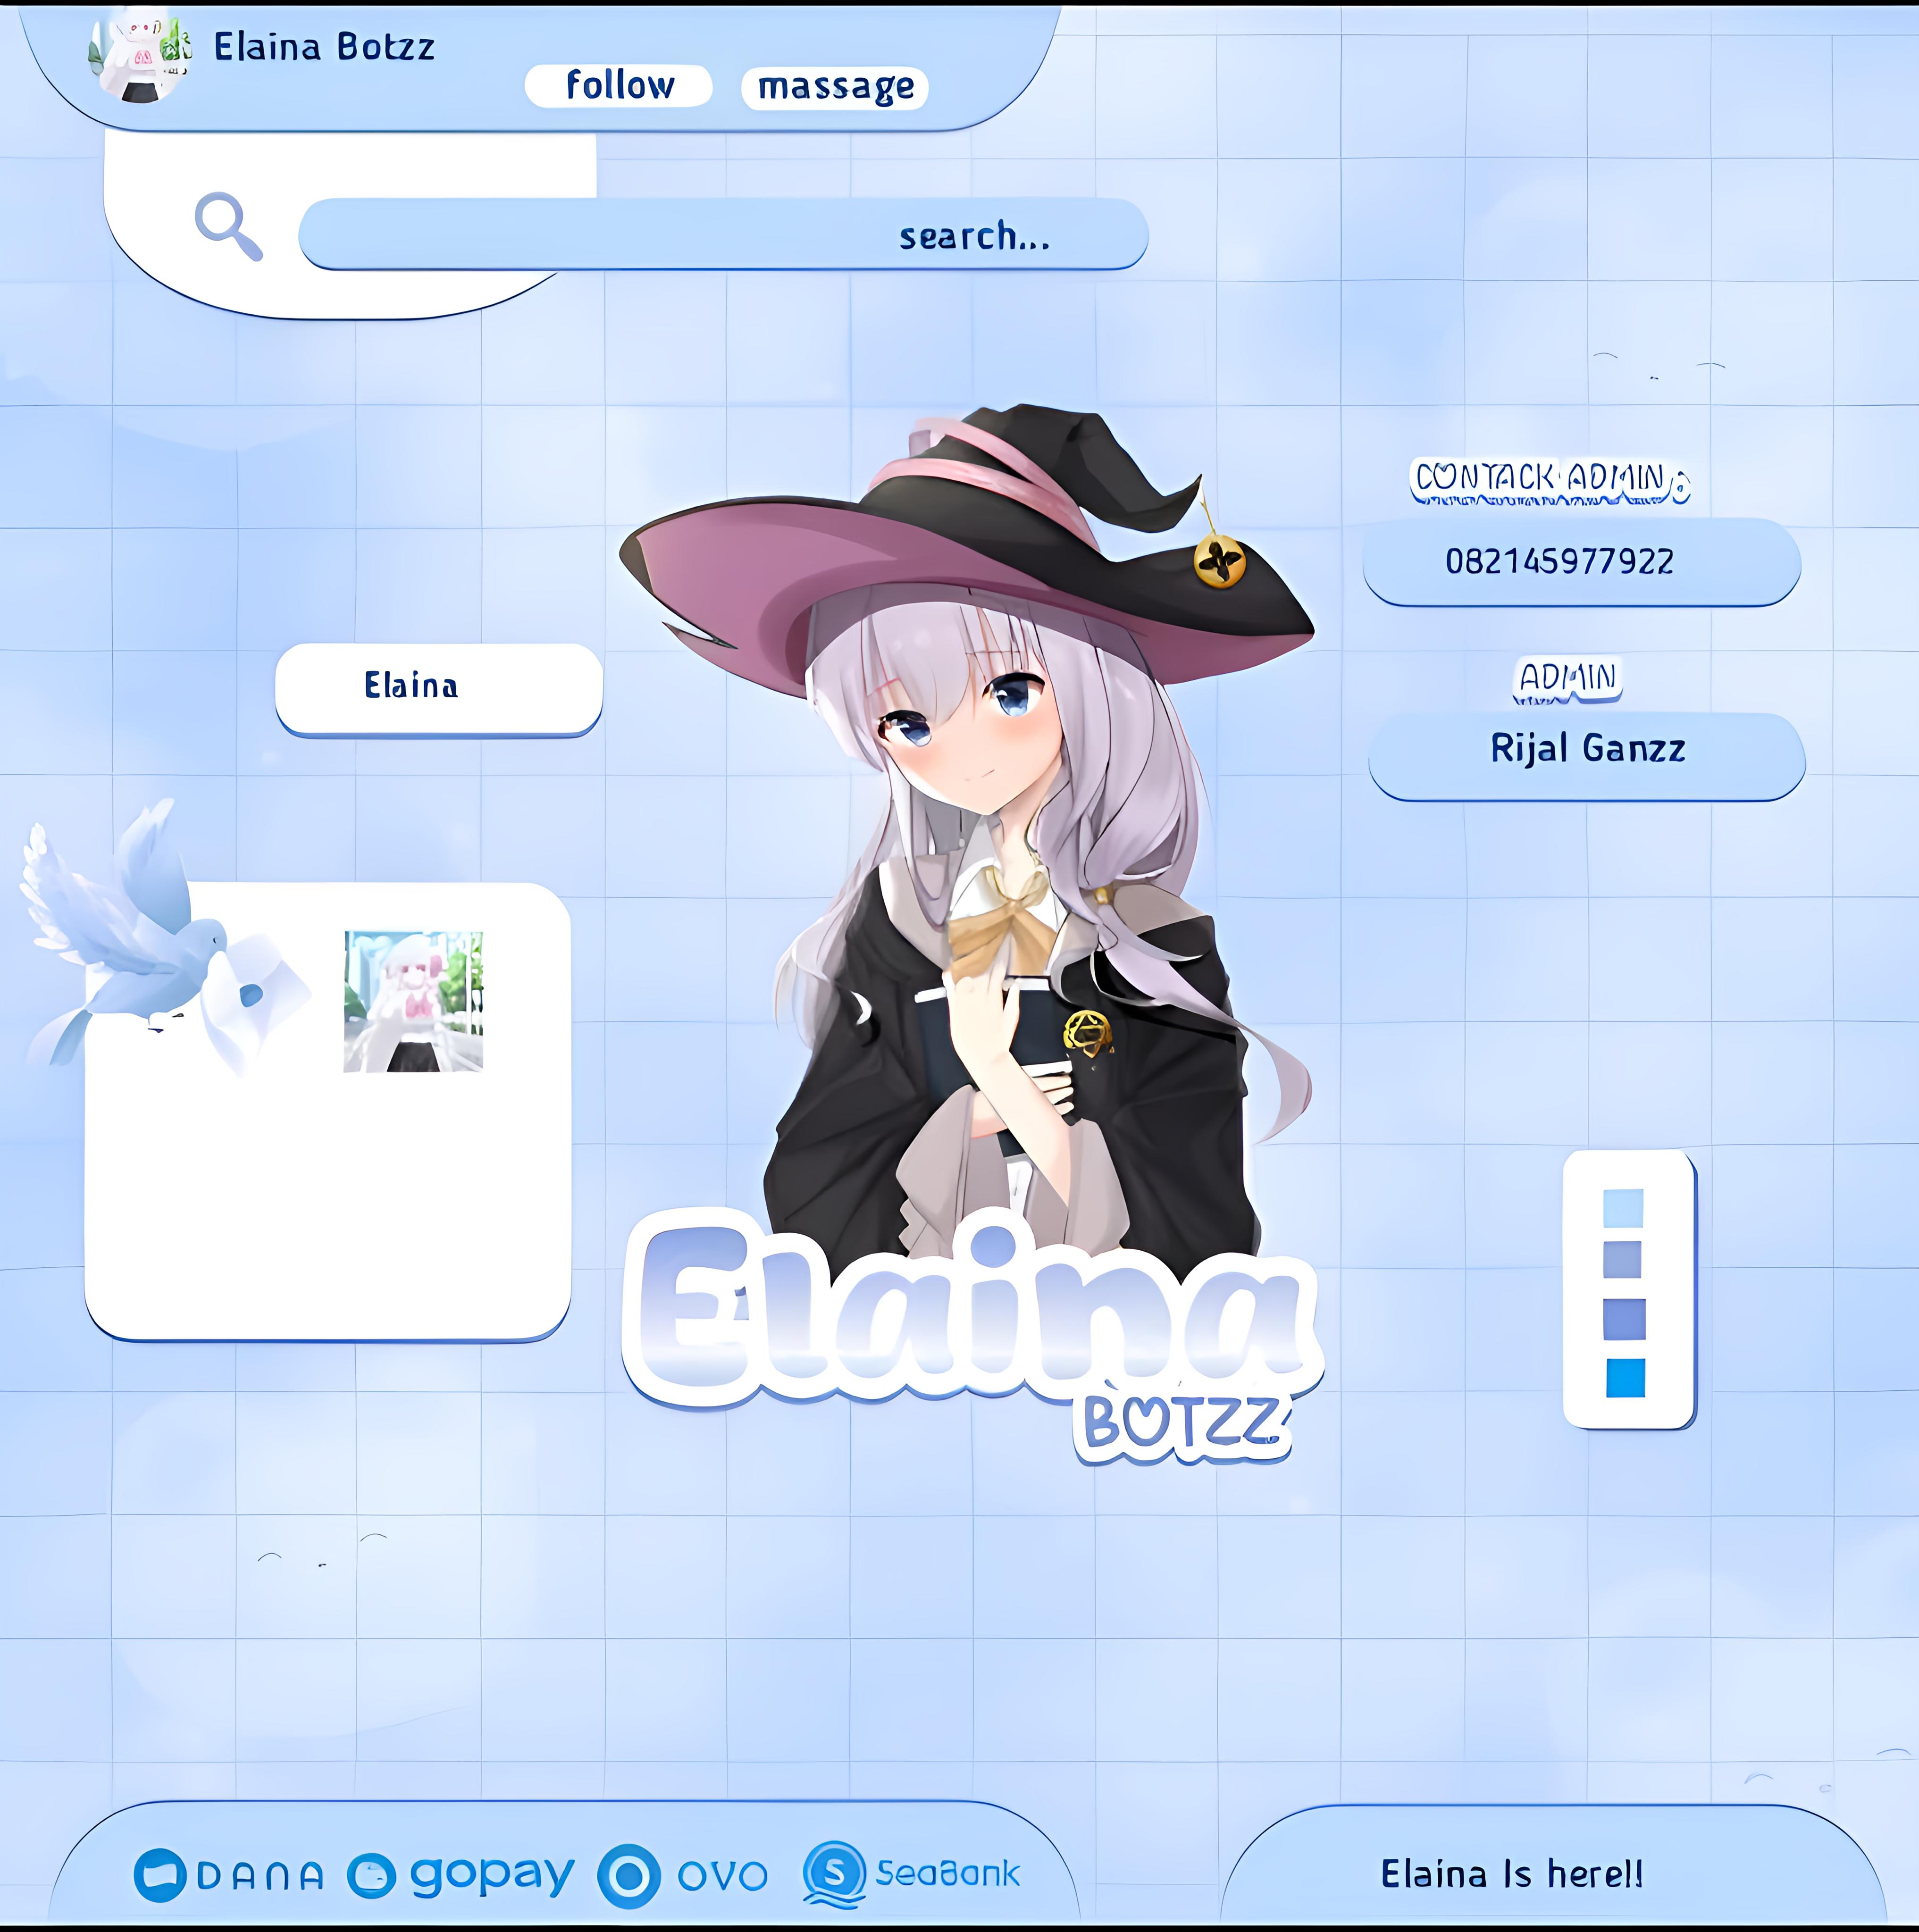 Elaina Botzz
follow
massage
search...
CONTACK ADMIN
082145977922
Elaina
ADMIN
Rijal Ganzz
Elaina
BOTZZ
DANA
gopay
OVO
SeaBank
Elaina Is here!!